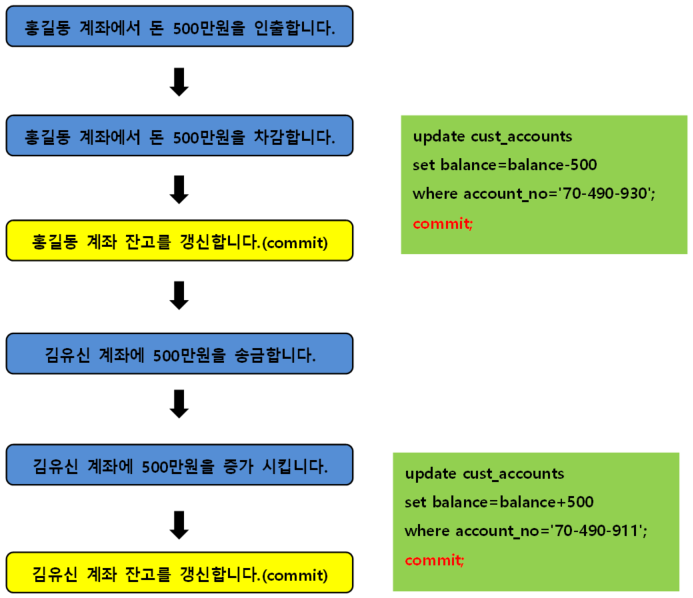 홍길동 계좌에서 돈 500만원을 인출합니다.
홍길동 계좌에서 돈 500만원을 차감합니다.
update cust_accounts
set balance=balance-500
where account_no='70-490-930';
commit;
홍길동 계좌 잔고를 갱신합니다.(commit)
김유신 계좌에 500만원을 송금합니다.
김유신 계좌에 500만원을 증가 시킵니다.
update cust_accounts
set balance=balance+500
where account_no='70-490-911';
commit;
김유신 계좌 잔고를 갱신합니다.(commit)